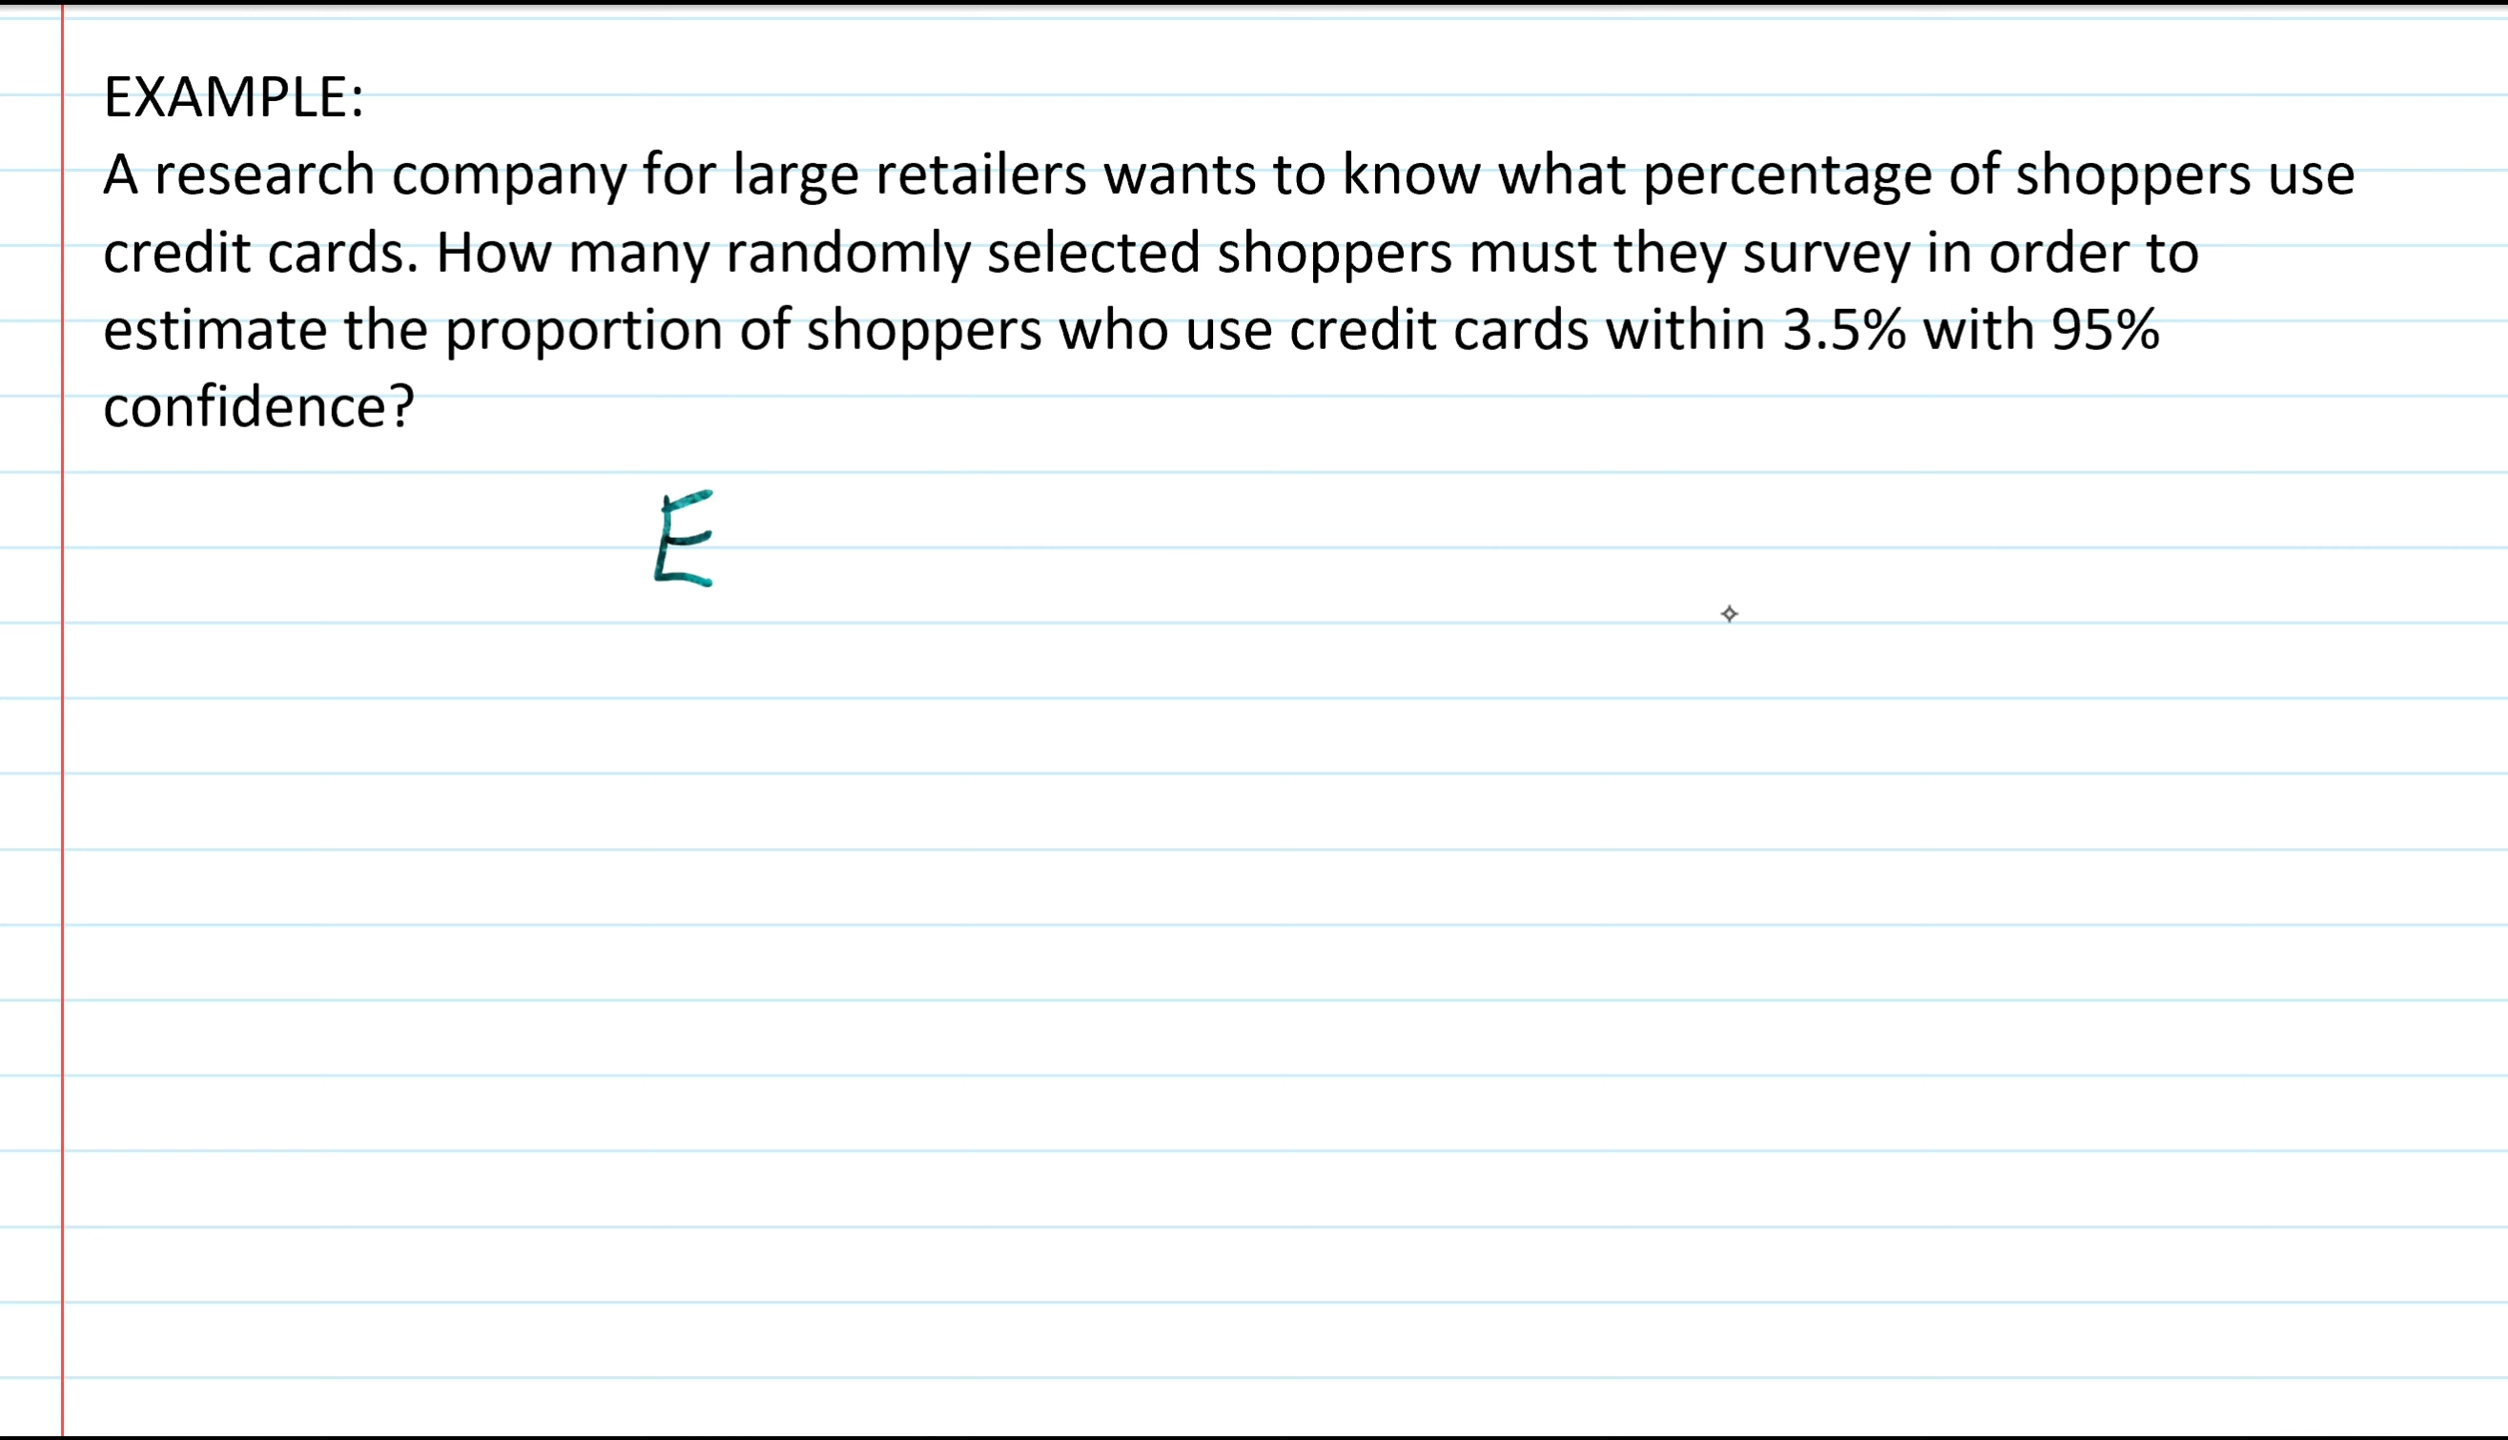 EXAMPLE:
A research company for large retailers wants to know what percentage of shoppers use
credit cards. How many randomly selected shoppers must they survey in order to
estimate the proportion of shoppers who use credit cards within 3.5% with 95%
confidence?
E